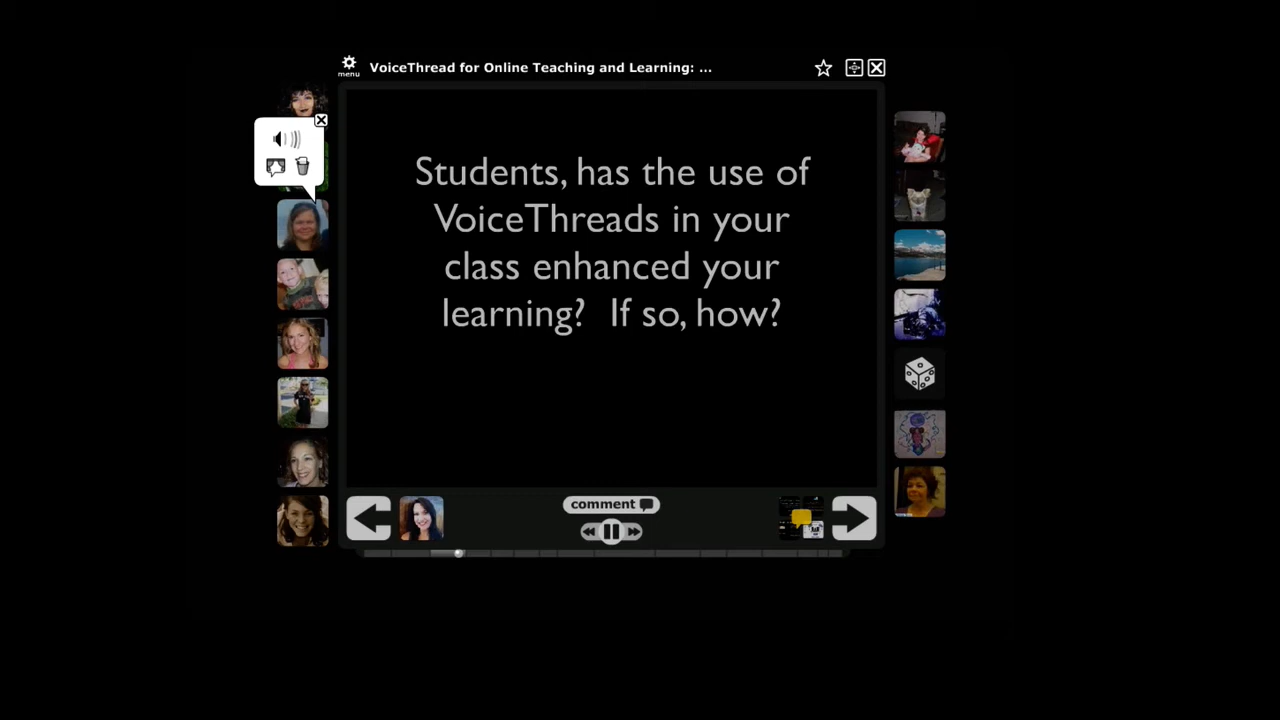 menu
VoiceThread for Online Teaching and Learning: ...
Students, has the use of
VoiceThreads in your
class enhanced your
learning?  If so, how?
comment